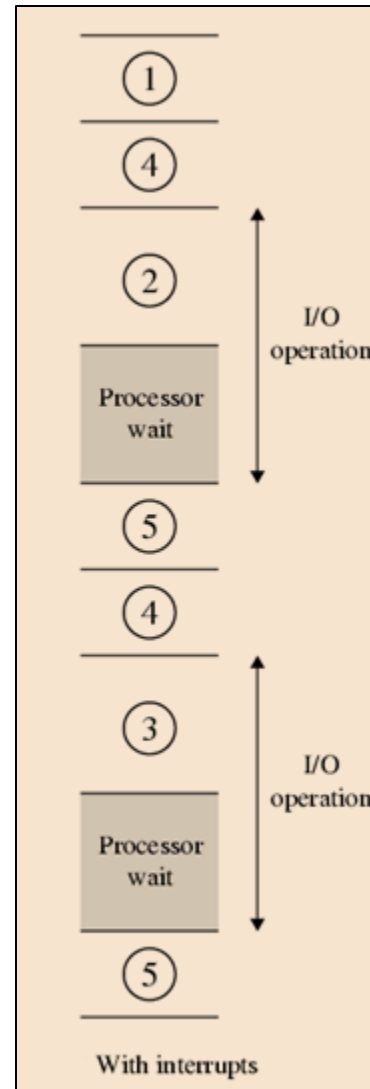 1
4
2
I/O
operation
Processor
wait
5
4
3
I/O
operation
Processor
wait
5
With interrupts